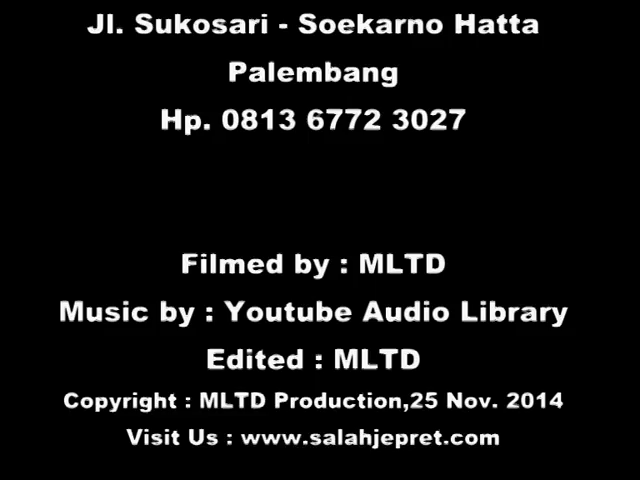 Jl. Sukosari - Soekarno Hatta
Palembang
Hp. 0813 6772 3027
Filmed by : MLTD
Music by : Youtube Audio Library
Edited : MLTD
Copyright : MLTD Production,25 Nov. 2014
Visit Us : www.salahjepret.com